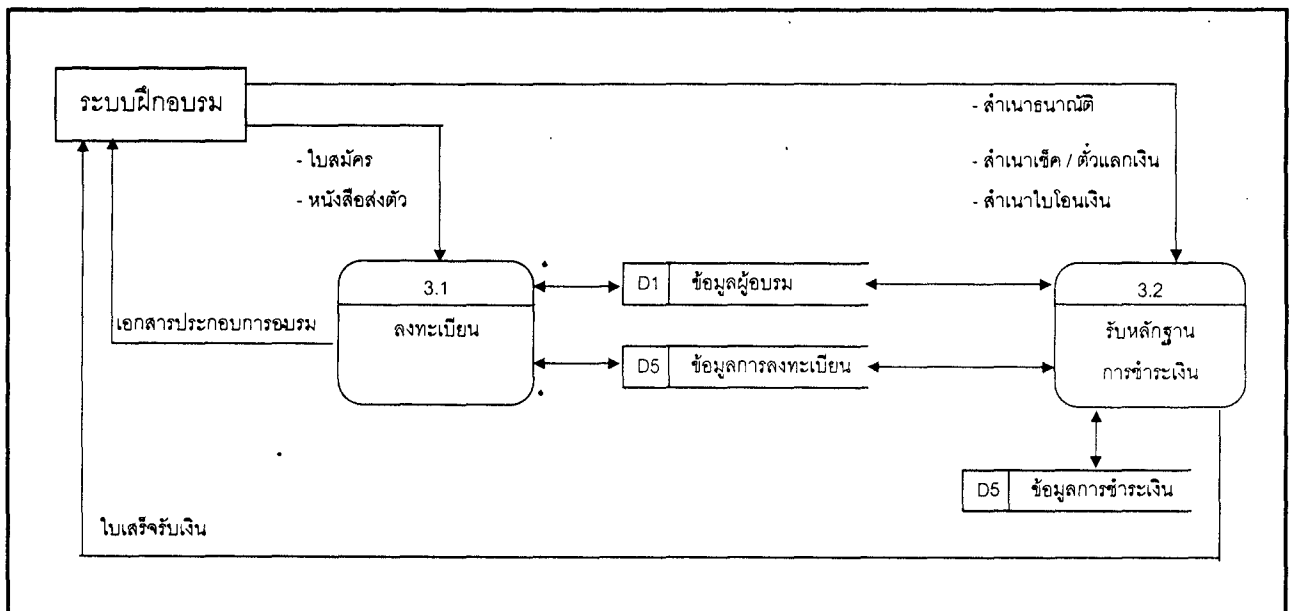 ระบบฝึกอบรม
- สำเนาธนาณัติ
- ใบสมัคร
- สำเนาเช็ค / ตั๋วแลกเงิน
- หนังสือส่งตัว
- สำเนาใบโอนเงิน
3.1
ลงทะเบียน
D1 ข้อมูลผู้อบรม
3.2
รับหลักฐาน
การชำระเงิน
เอกสารประกอบการอบรม
D5 ข้อมูลการลงทะเบียน
D5 ข้อมูลการชำระเงิน
ใบเสร็จรับเงิน